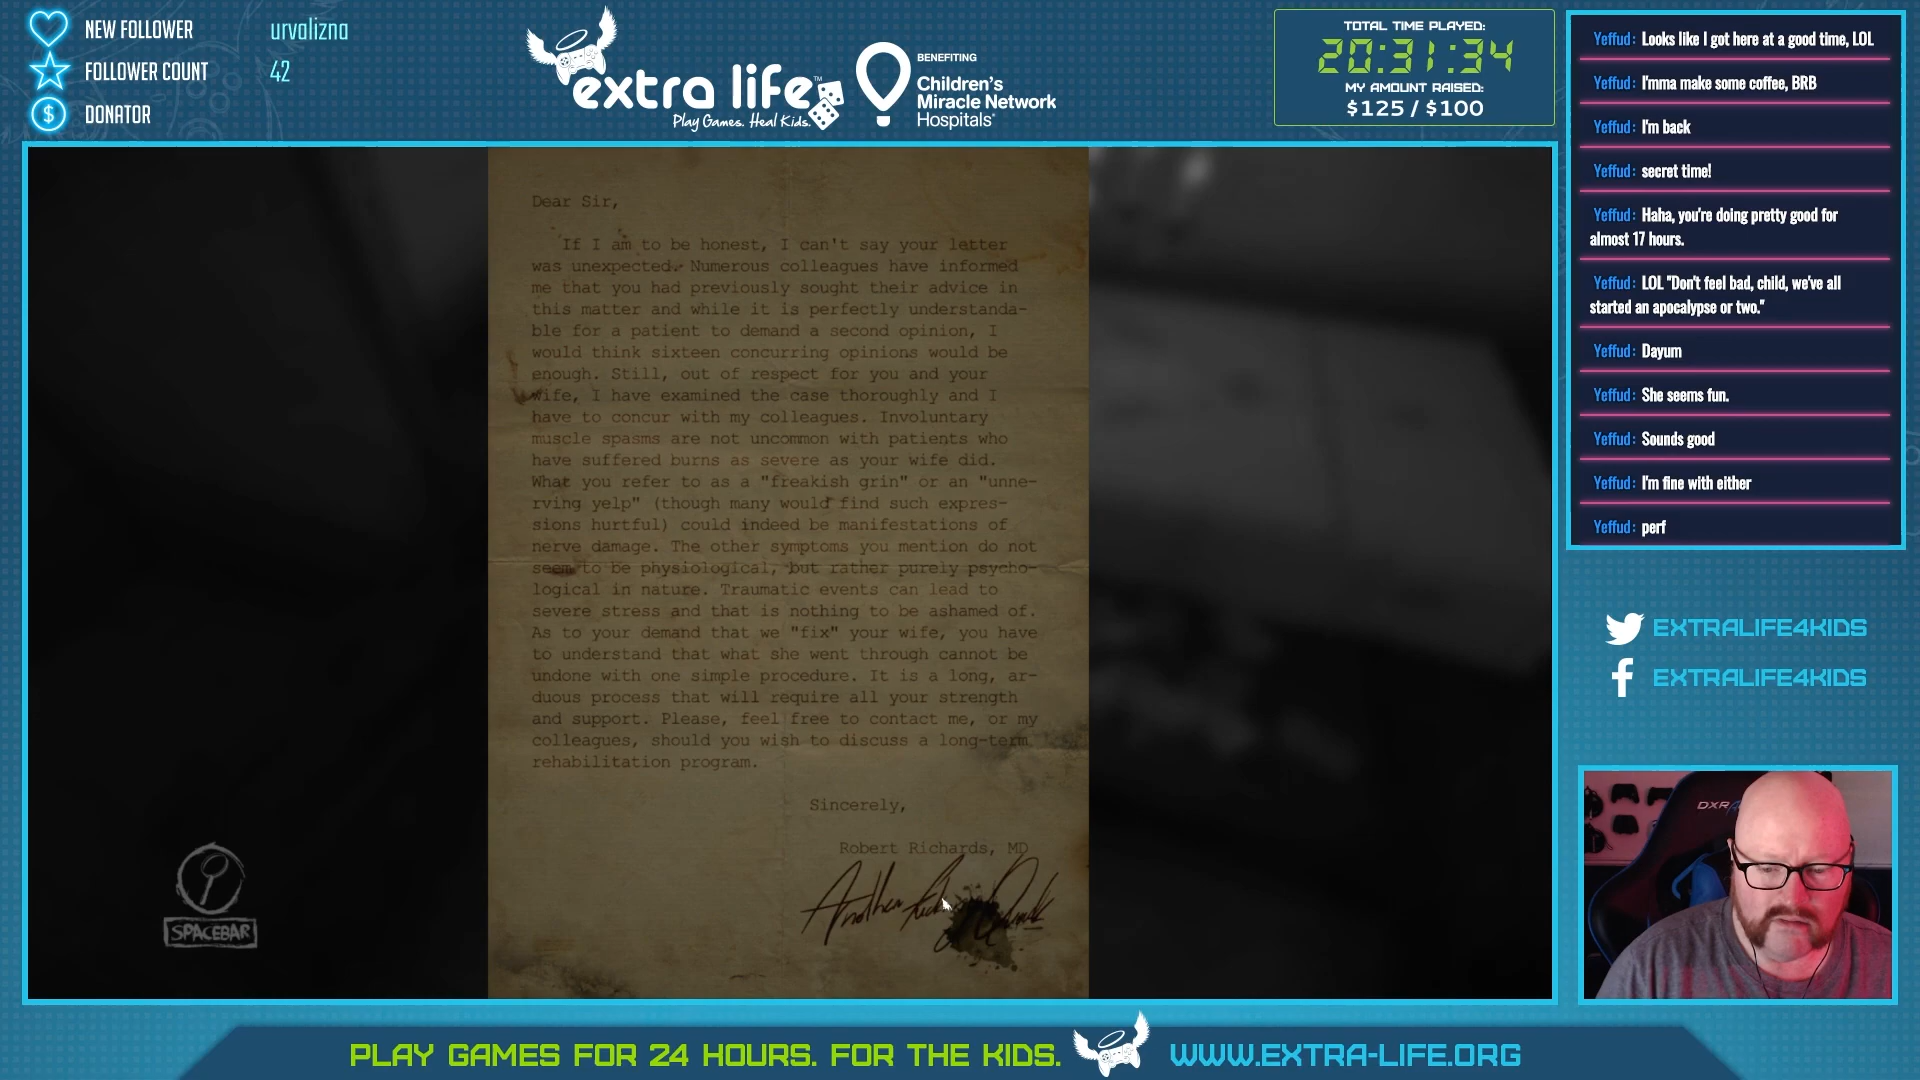 NEW FOLLOWER urvalizna
FOLLOWER COUNT 42
DONATOR
extra life™
Play Games. Heal Kids.
BENEFITING
Children's
Miracle Network
Hospitals
TOTAL TIME PLAYED:
20:31:34
MY AMOUNT RAISED:
$125 / $100
Yeffud: Looks like I got here at a good time, LOL
Yeffud: I'mma make some coffee, BRB
Yeffud: I'm back
Yeffud: secret time!
Yeffud: Haha, you're doing pretty good for
almost 17 hours.
Yeffud: LOL "Don't feel bad, child, we've all
started an apocalypse or two."
Yeffud: Dayum
Yeffud: She seems fun.
Yeffud: Sounds good
Yeffud: I'm fine with either
Yeffud: perf
Dear Sir,
If I am to be honest, I can't say your letter
was unexpected. Numerous colleagues have informed
me that you had previously sought their advice in
this matter and while it is perfectly understanda-
ble for a patient to demand a second opinion, I
would think sixteen concurring opinions would be
enough. Still, out of respect for you and your
wife, I have examined the case thoroughly and I
have to concur with my colleagues. Involuntary
muscle spasms are not uncommon with patients who
have suffered burns as severe as your wife did.
What you refer to as a "freakish grin" or an "unne-
rving yelp" (though many would find such expres-
sions hurtful) could indeed be manifestations of
nerve damage. The other symptoms you mention do not
seem to be physiological, but rather purely psycho-
logical in nature. Traumatic events can lead to
severe stress and that is nothing to be ashamed of.
As to your demand that we "fix" your wife, you have
to understand that what she went through cannot be
undone with one simple procedure. It is a long, ar-
duous process that will require all your strength
and support. Please, feel free to contact me, or my
colleagues, should you wish to discuss a long-term
rehabilitation program.
Sincerely,
Robert Richards, MD
SPACEBAR
EXTRALIFE4KIDS
EXTRALIFE4KIDS
DXR
PLAY GAMES FOR 24 HOURS. FOR THE KIDS.
WWW.EXTRA-LIFE.ORG